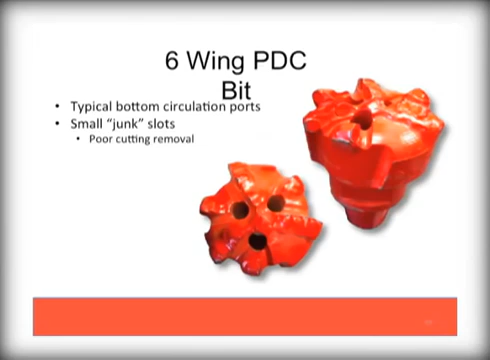 6 Wing PDC
Bit
• Typical bottom circulation ports
• Small “junk” slots
• Poor cutting removal